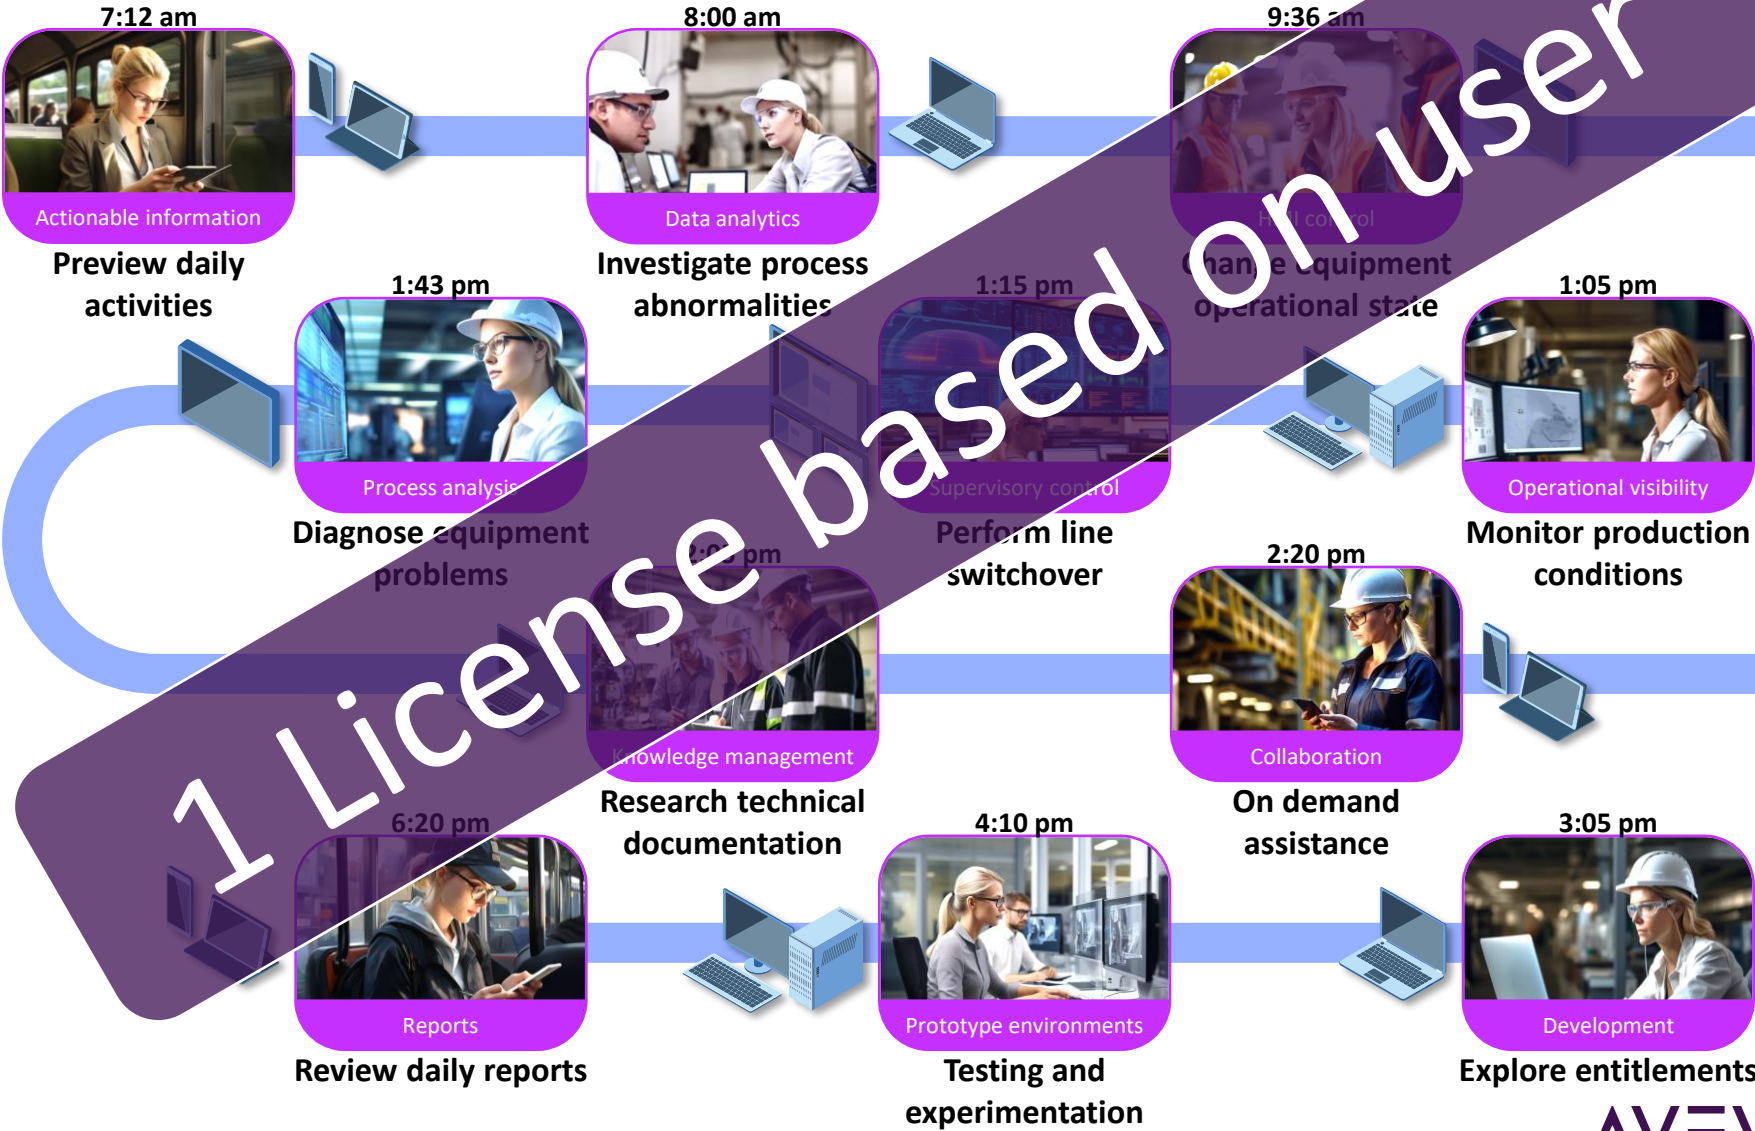 7:12 am
8:00 am
9:36 am
Actionable information
Data analytics
HMI control
Preview daily
activities
Investigate process
abnormalities
Change equipment
operational state
1:43 pm
1:15 pm
1:05 pm
Process analysis
Supervisory control
Operational visibility
Diagnose equipment
problems
Perform line
switchover
Monitor production
conditions
pm
2:20 pm
Knowledge management
Collaboration
Research technical
documentation
On demand
assistance
6:20 pm
4:10 pm
3:05 pm
Reports
Prototype environments
Development
Review daily reports
Testing and
experimentation
Explore entitlements
1 License based on user